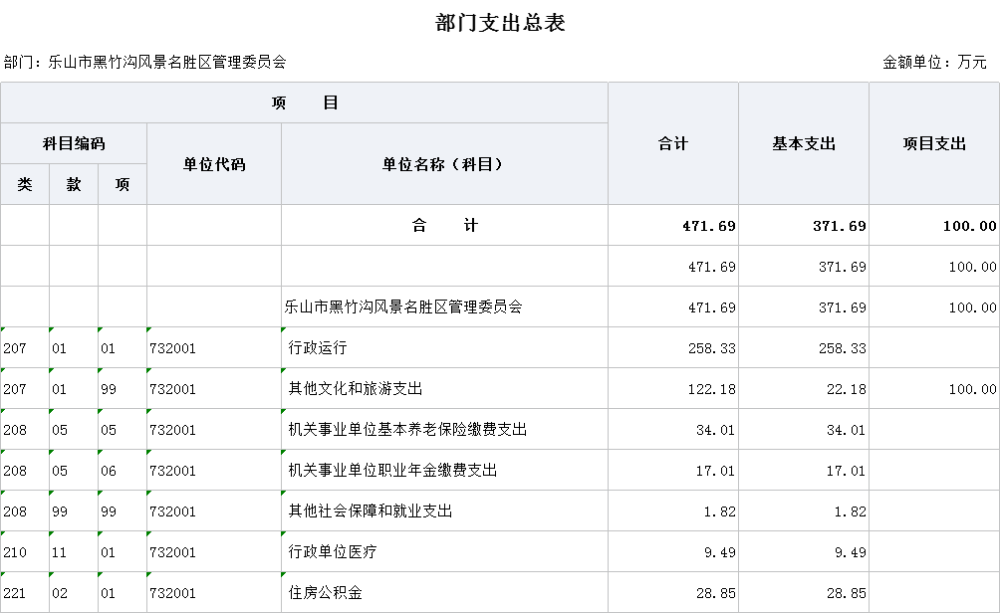 部门支出总表
部门：乐山市黑竹沟风景名胜区管理委员会 金额单位：万元
项 目 合计 基本支出 项目支出
科目编码 单位代码 单位名称（科目）
类 款 项
合 计 471.69 371.69 100.00
471.69 371.69 100.00
乐山市黑竹沟风景名胜区管理委员会 471.69 371.69 100.00
207 01 01 732001 行政运行 258.33 258.33
207 01 99 732001 其他文化和旅游支出 122.18 22.18 100.00
208 05 05 732001 机关事业单位基本养老保险缴费支出 34.01 34.01
208 05 06 732001 机关事业单位职业年金缴费支出 17.01 17.01
208 99 99 732001 其他社会保障和就业支出 1.82 1.82
210 11 01 732001 行政单位医疗 9.49 9.49
221 02 01 732001 住房公积金 28.85 28.85